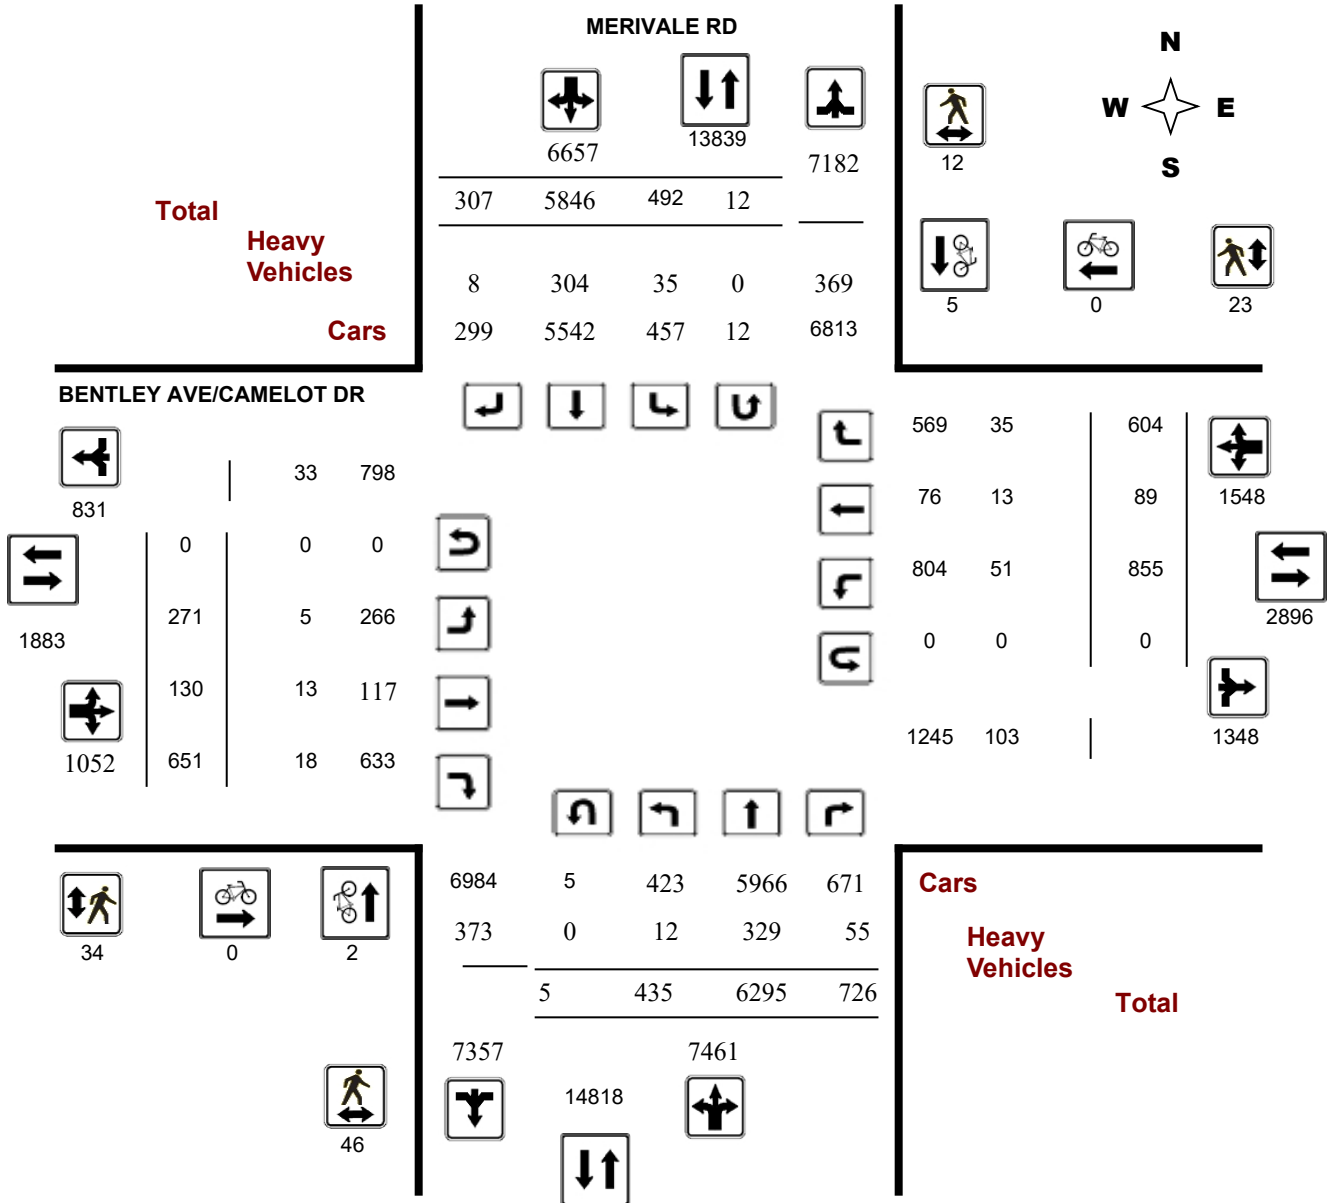 MERIVALE RD
N
W E
S
6657 13839 7182
12
307 5846 492 12
Total
Heavy
Vehicles
8 304 35 0 369
5 0 23
Cars
299 5542 457 12 6813
BENTLEY AVE/CAMELOT DR
569 35 604
33 798
831
76 13 89 1548
0 0 0
804 51 855
2896
271 5 266
1883
0 0 0
130 13 117
1245 103 1348
1052 651 18 633
6984 5 423 5966 671
Cars
373 0 12 329 55
Heavy
Vehicles
34 0 2
5 435 6295 726
Total
7357 7461
14818
46